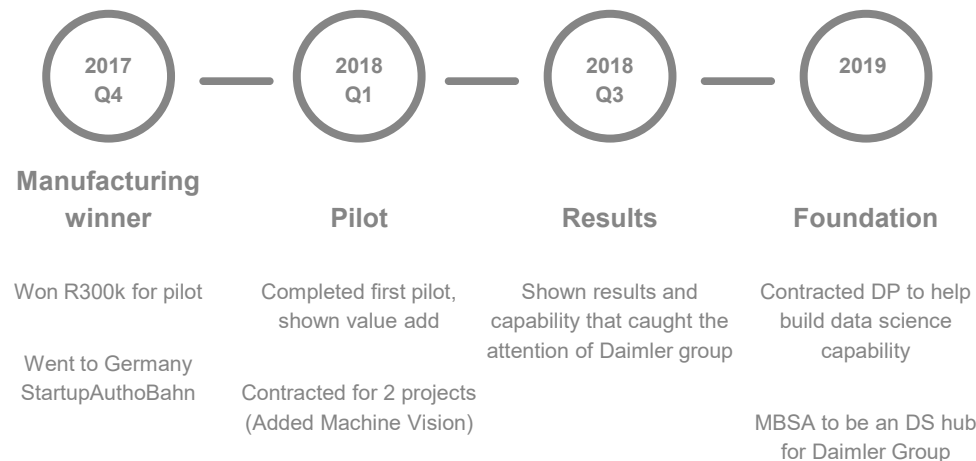 2017
Q4
2018
Q1
2018
Q3
2019
Manufacturing
winner
Pilot
Results
Foundation
Won R300k for pilot
Went to Germany
StartupAuthoBahn
Completed first pilot,
shown value add
Contracted for 2 projects
(Added Machine Vision)
Shown results and
capability that caught the
attention of Daimler group
Contracted DP to help
build data science
capability
MBSA to be an DS hub
for Daimler Group